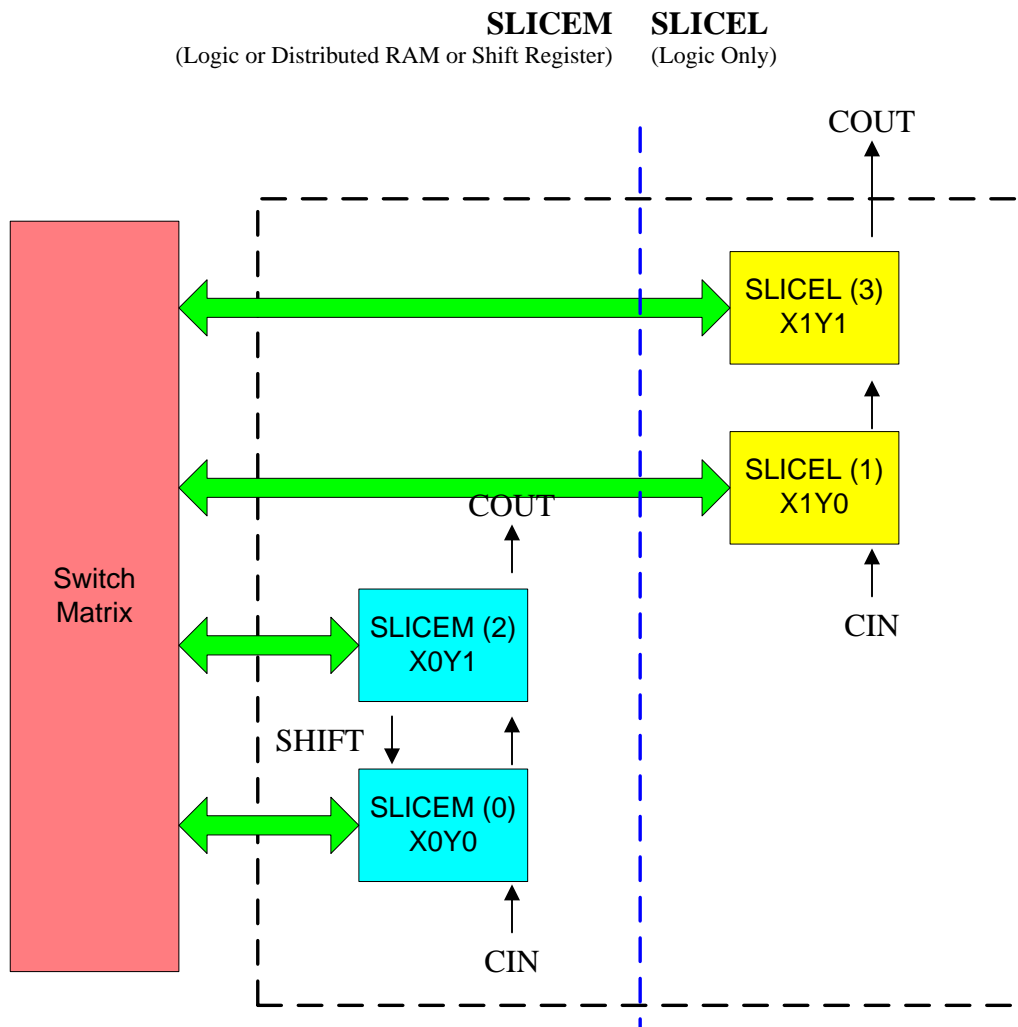 SLICEM SLICEL
(Logic or Distributed RAM or Shift Register) (Logic Only)
COUT
SLICEL (3)
X1Y1
SLICEL (1)
X1Y0
COUT
Switch
Matrix
SLICEM (2)
X0Y1
CIN
SHIFT
SLICEM (0)
X0Y0
CIN